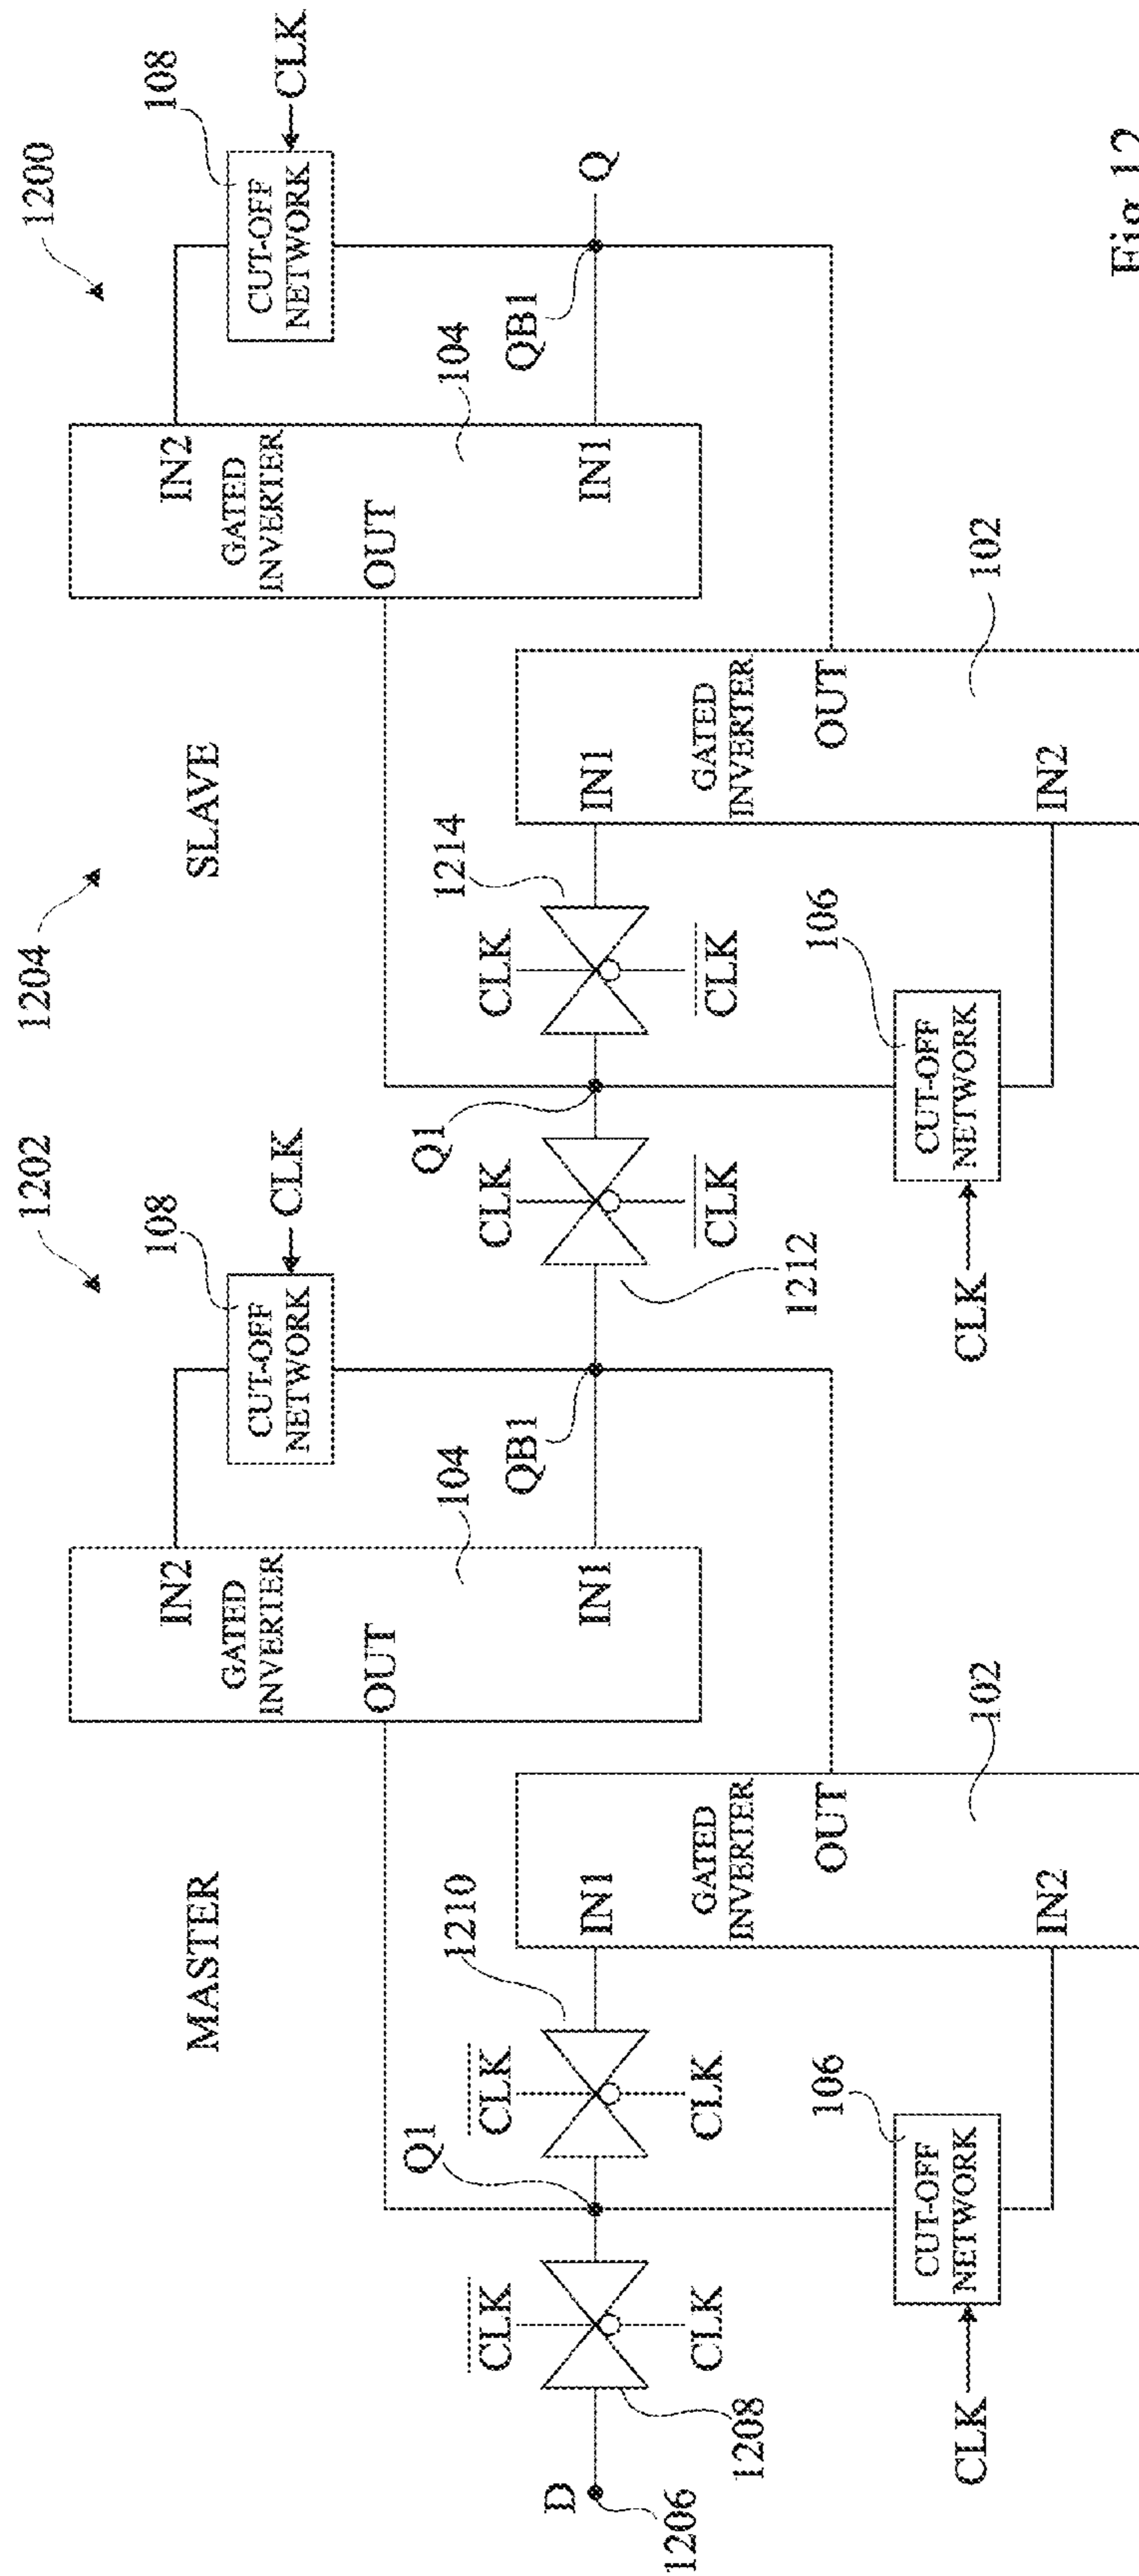 1200
1204
1202
MASTER
SLAVE
108
CLK
CUT-OFF
NETWORK
IN2
GATED
INVERTER
OUT
104
IN1
QB1
108
CLK
CUT-OFF
NETWORK
IN2
GATED
INVERTER
OUT
104
IN1
QB1
Q
D
1206
1208
CLK
CLK
Q1
1210
CLK
CLK
IN1
GATED
INVERTER
OUT
IN2
102
106
CUT-OFF
NETWORK
CLK
1212
CLK
CLK
Q1
1214
CLK
CLK
IN1
GATED
INVERTER
OUT
IN2
102
106
CUT-OFF
NETWORK
CLK
Fig 12